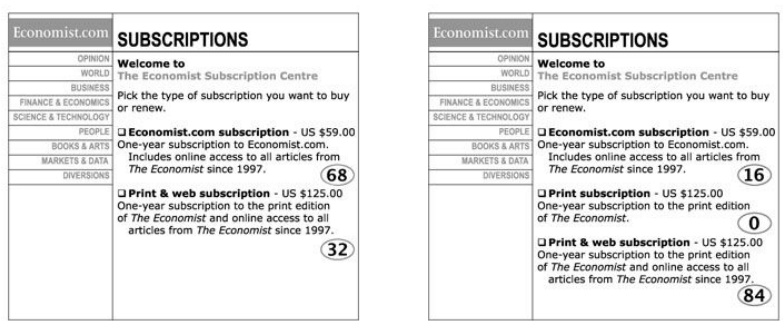 Economist.com
SUBSCRIPTIONS
OPINION
WORLD
BUSINESS
FINANCE & ECONOMICS
SCIENCE & TECHNOLOGY
PEOPLE
BOOKS & ARTS
MARKETS & DATA
DIVERSIONS
Welcome to
The Economist Subscription Centre
Pick the type of subscription you want to buy
or renew.
❑ Economist.com subscription - US $59.00
One-year subscription to Economist.com.
Includes online access to all articles from
The Economist since 1997.
68
❑ Print & web subscription - US $125.00
One-year subscription to the print edition
of The Economist and online access to all
articles from The Economist since 1997.
32
Economist.com
SUBSCRIPTIONS
OPINION
WORLD
BUSINESS
FINANCE & ECONOMICS
SCIENCE & TECHNOLOGY
PEOPLE
BOOKS & ARTS
MARKETS & DATA
DIVERSIONS
Welcome to
The Economist Subscription Centre
Pick the type of subscription you want to buy
or renew.
❑ Economist.com subscription - US $59.00
One-year subscription to Economist.com.
Includes online access to all articles from
The Economist since 1997.
16
❑ Print subscription - US $125.00
One-year subscription to the print edition
of The Economist.
0
❑ Print & web subscription - US $125.00
One-year subscription to the print edition
of The Economist and online access to all
articles from The Economist since 1997.
84